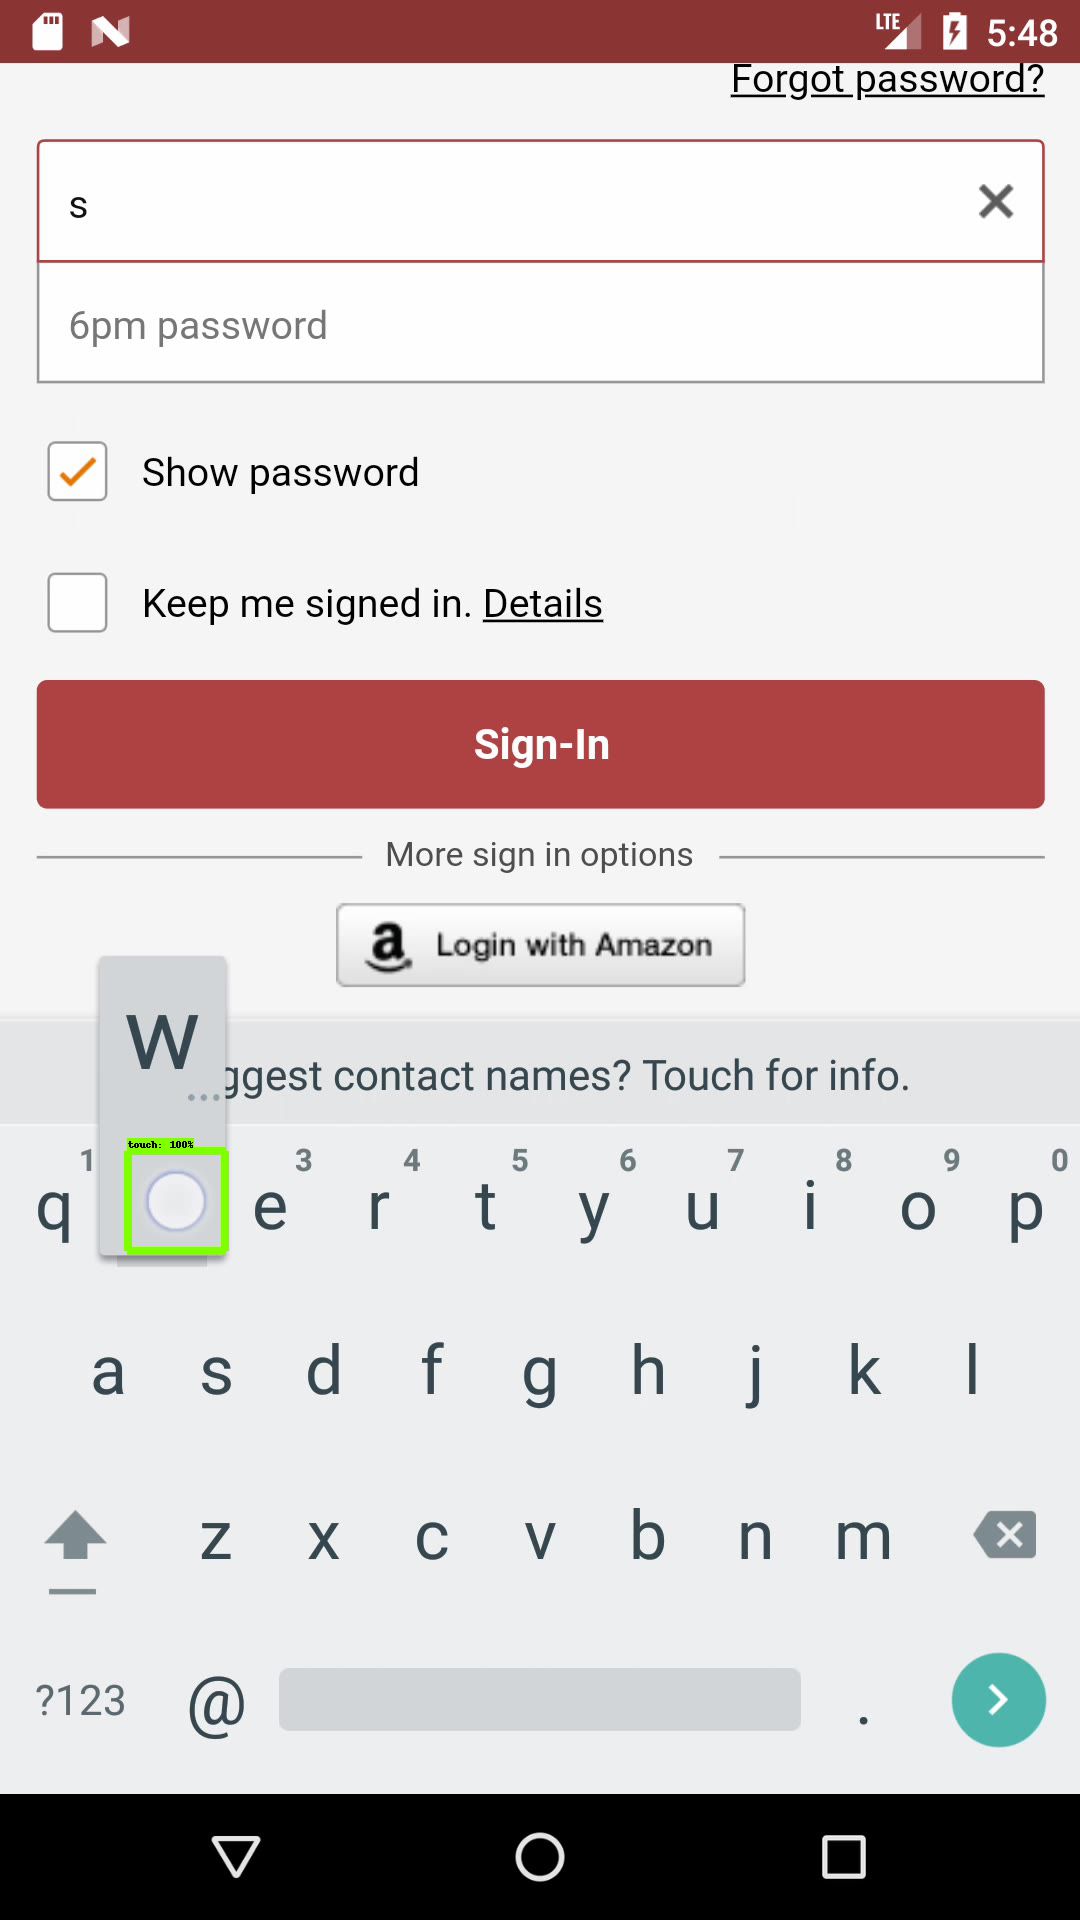 LTE 5:48
Forgot password?
s
6pm password
Show password
Keep me signed in. Details
Sign-In
More sign in options
a Login with Amazon
w
...ggest contact names? Touch for info.
touch: 100%
1 3 4 5 6 7 8 9 0
q e r t y u i o p
a s d f g h j k l
z x c v b n m
?123 @ .